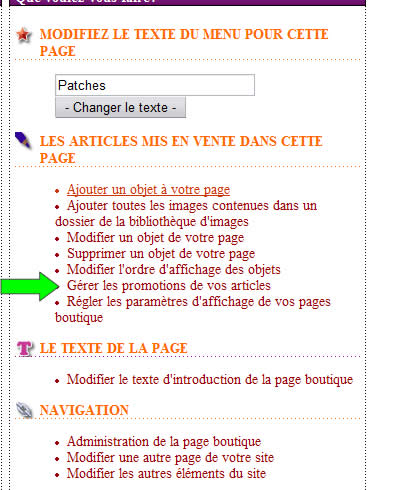 Que voulez-vous faire?
MODIFIEZ LE TEXTE DU MENU POUR CETTE
PAGE
Patches
- Changer le texte -
LES ARTICLES MIS EN VENTE DANS CETTE
PAGE
Ajouter un objet à votre page
Ajouter toutes les images contenues dans un
dossier de la bibliothèque d'images
Modifier un objet de votre page
Supprimer un objet de votre page
Modifier l'ordre d'affichage des objets
Gérer les promotions de vos articles
Régler les paramètres d'affichage de vos pages
boutique
LE TEXTE DE LA PAGE
Modifier le texte d'introduction de la page boutique
NAVIGATION
Administration de la page boutique
Modifier une autre page de votre site
Modifier les autres éléments du site